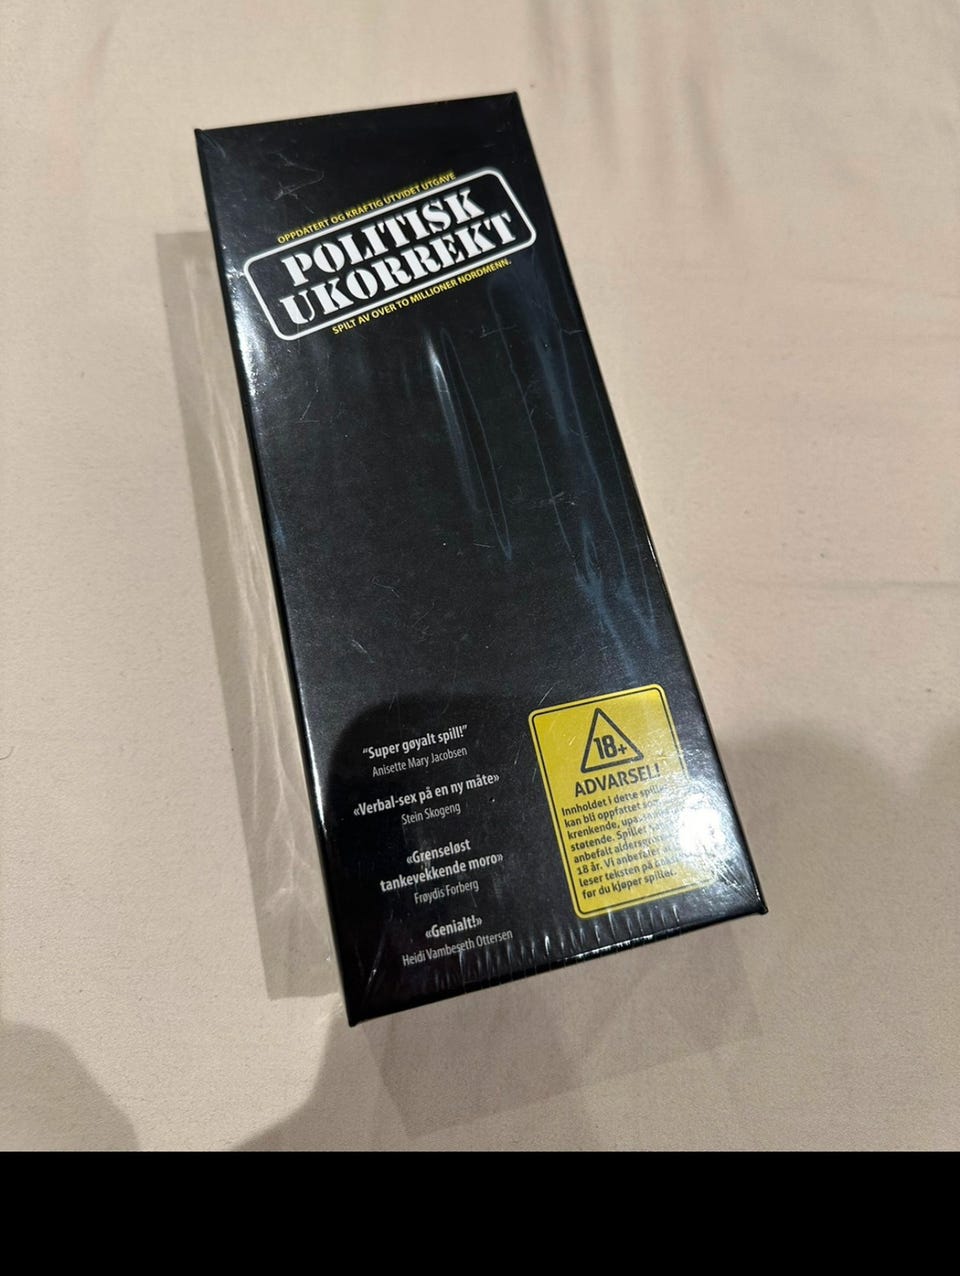 OPPDATERT OG KRAFTIG UTVIDET UTGAVE
POLITISK
UKORREKT
SPILT AV OVER TO MILLIONER NORDMENN.
“Super gøyalt spill!”
Anisette Mary Jacobsen
«Verbal-sex på en ny måte»
Stein Skogeng
«Grenseløst
tankevekkende moro»
Frøydis Forberg
«Genialt!»
Heidi Vambeseth Ottersen
18+
ADVARSEL!
Innholdet i dette
kan bli oppfattet som
krenkende,
støtende.
anbefalt
18 år. Vi anbefaler
leser teksten på
før du kjøper spillet.